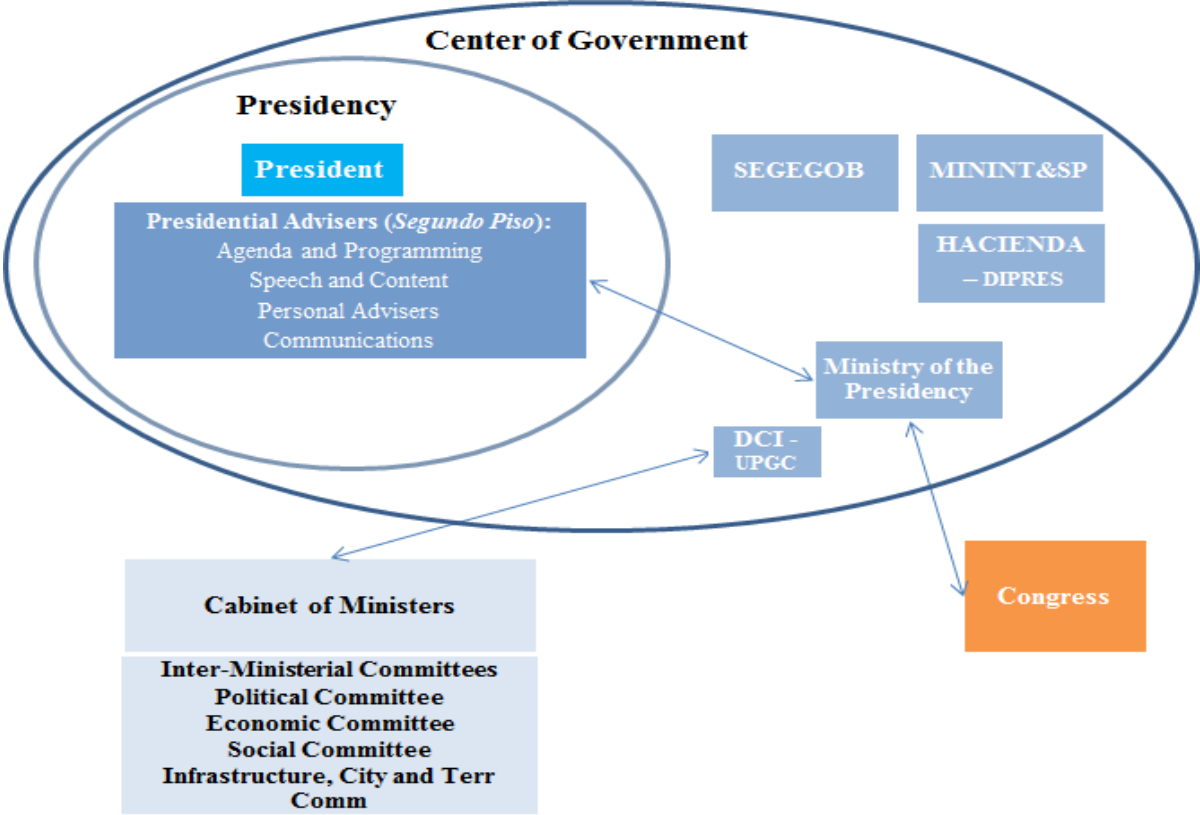 Center of Government
Presidency
President
Presidential Advisers (Segundo Piso):
Agenda and Programming
Speech and Content
Personal Advisers
Communications
SEGEGOB
MININT&SP
HACIENDA
– DIPRES
Ministry of the
Presidency
DCI -
UPGC
Cabinet of Ministers
Inter-Ministerial Committees
Political Committee
Economic Committee
Social Committee
Infrastructure, City and Terr
Comm
Congress